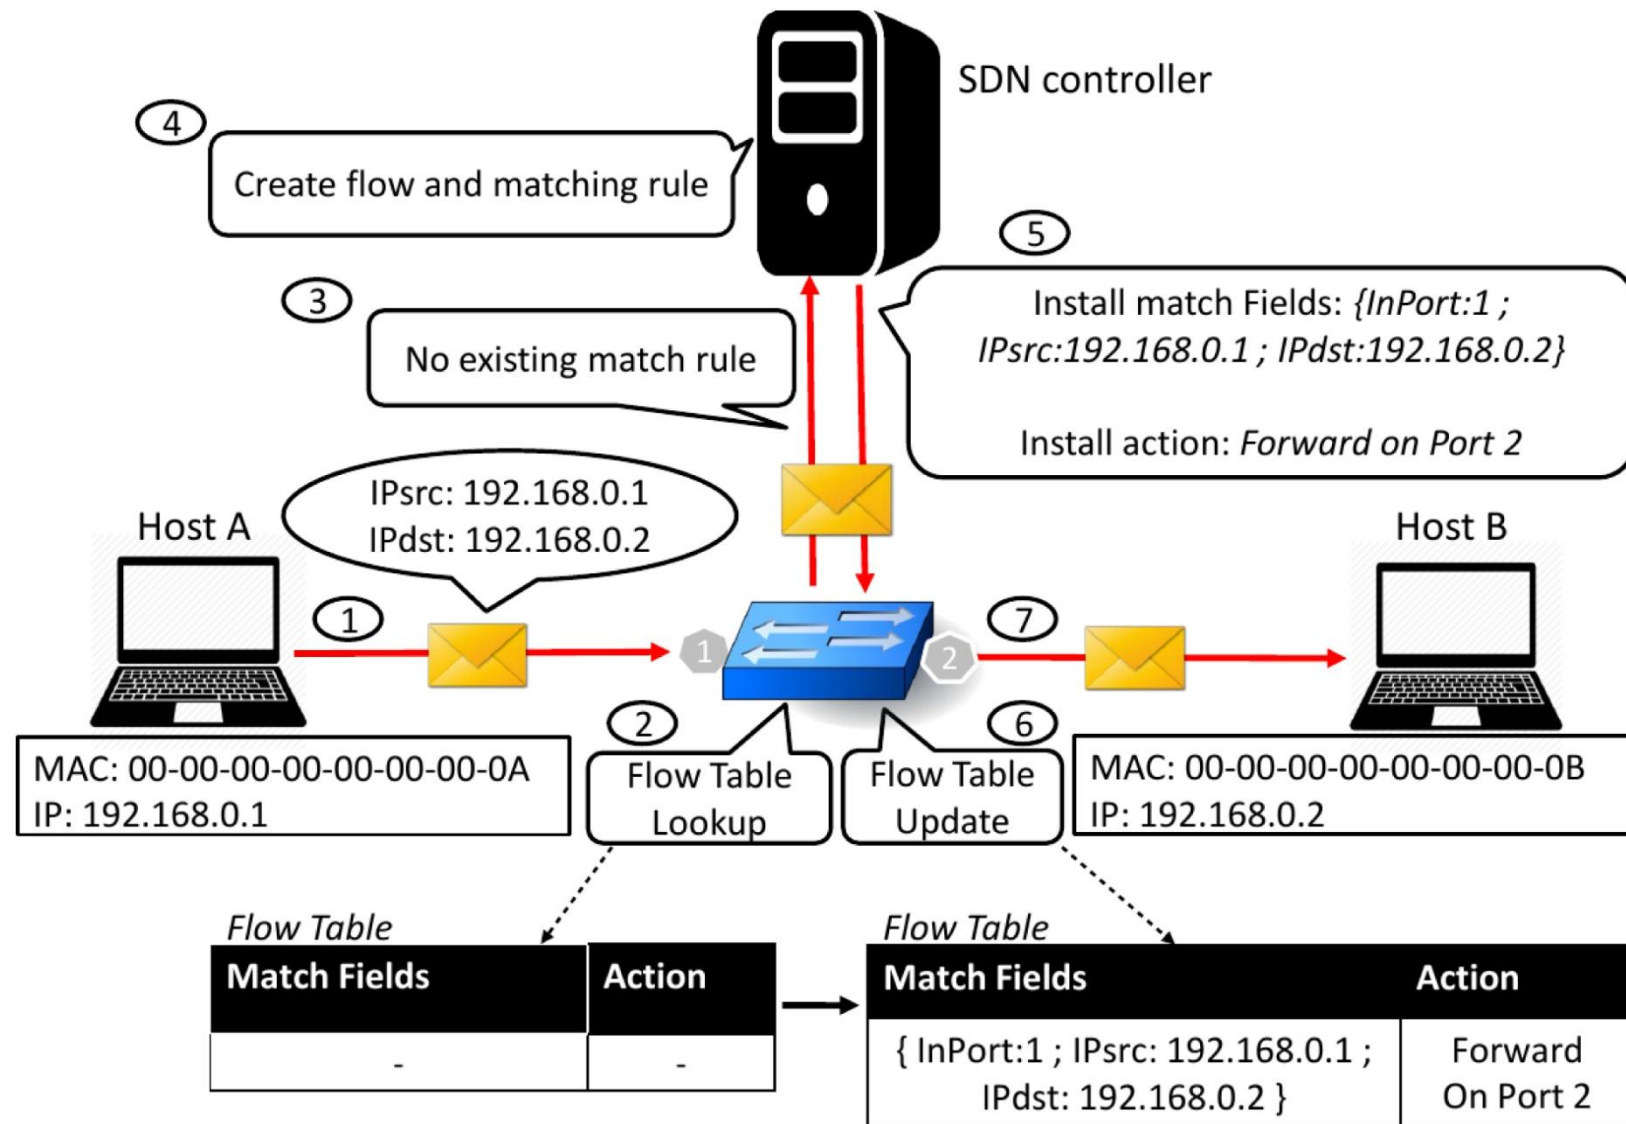 SDN controller
4
Create flow and matching rule
5
3
Install match Fields: {InPort:1 ;
IPsrc:192.168.0.1 ; IPdst:192.168.0.2}
No existing match rule
Install action: Forward on Port 2
IPsrc: 192.168.0.1
IPdst: 192.168.0.2
Host A
Host B
1
7
1
2
2
6
MAC: 00-00-00-00-00-00-00-0A
IP: 192.168.0.1
Flow Table
Lookup
Flow Table
Update
MAC: 00-00-00-00-00-00-00-0B
IP: 192.168.0.2
Flow Table
Match Fields Action
- -
Flow Table
Match Fields Action
{ InPort:1 ; IPsrc: 192.168.0.1 ;
IPdst: 192.168.0.2 }
Forward
On Port 2